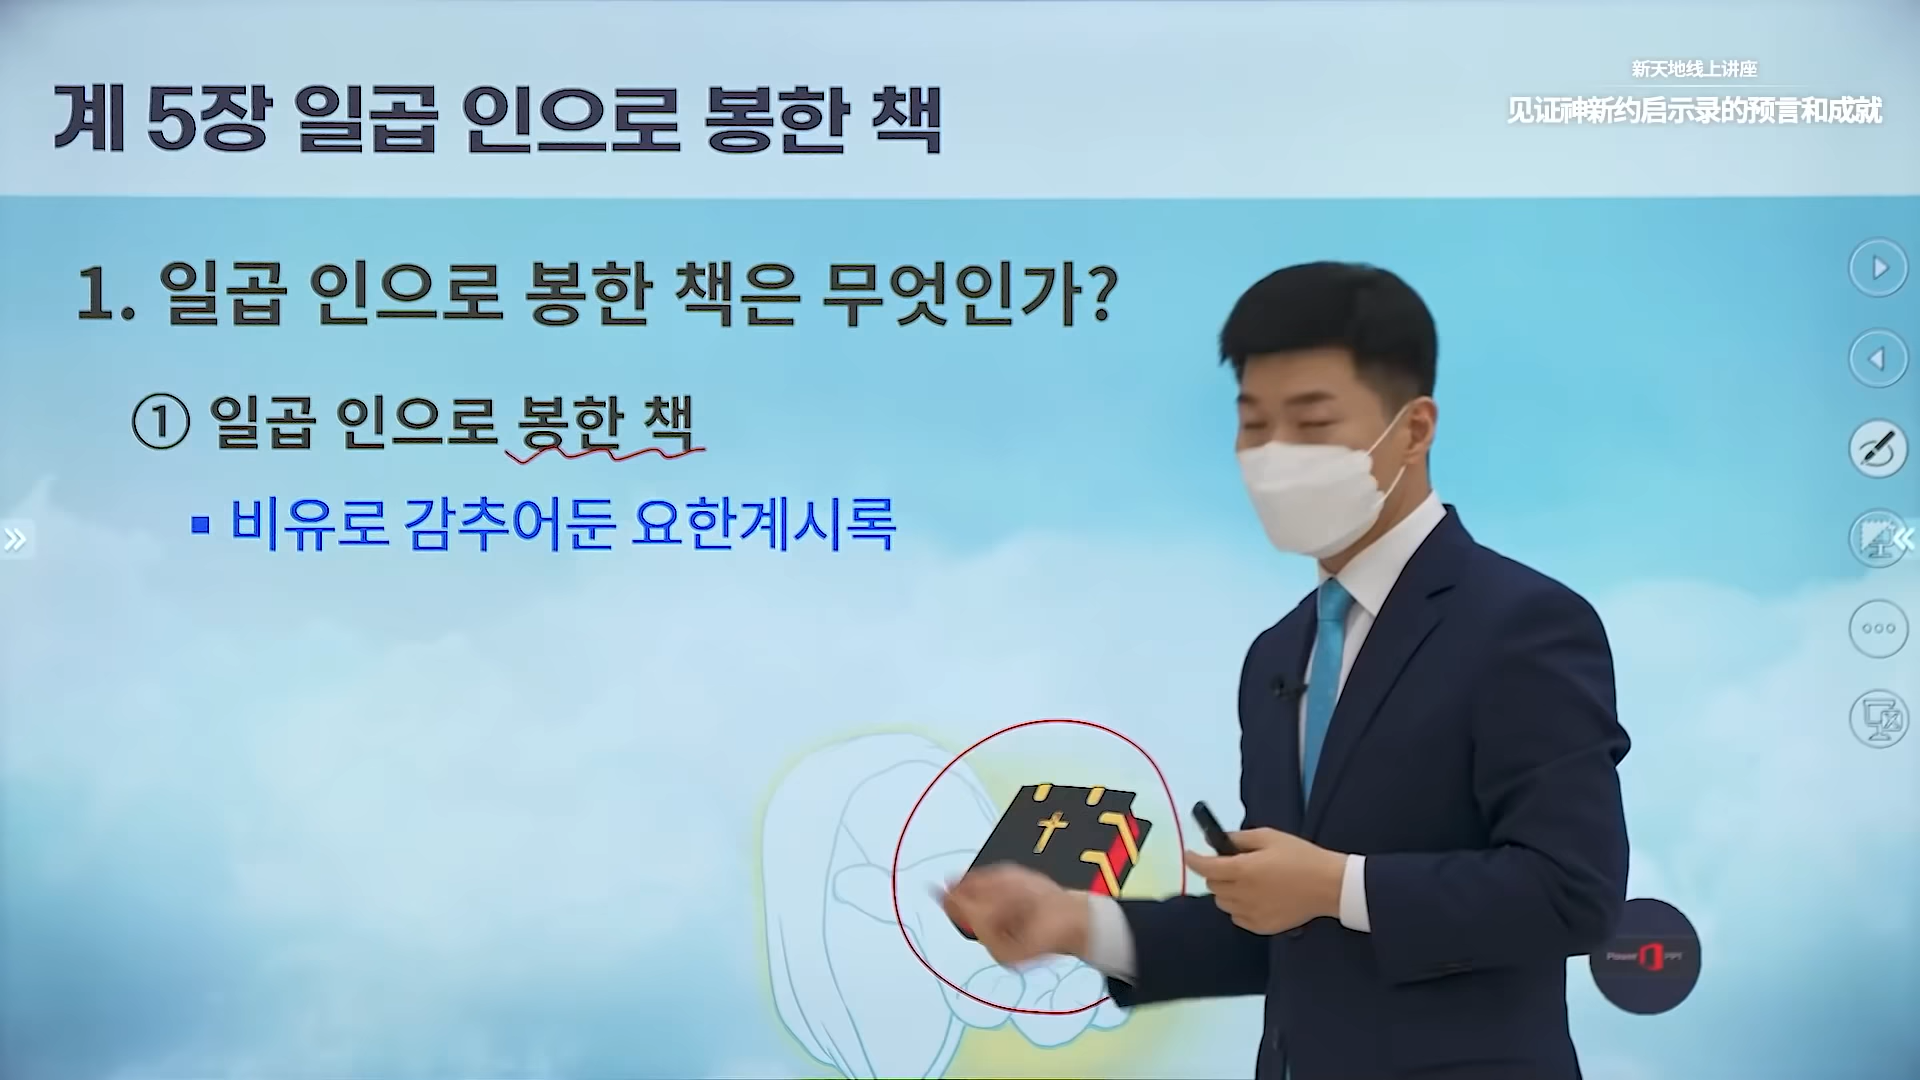 계 5장 일곱 인으로 봉한 책
新天地线上讲座
见证神新约启示录的预言和成就
1. 일곱 인으로 봉한 책은 무엇인가?
① 일곱 인으로 봉한 책
▪ 비유로 감추어둔 요한계시록
Power PPT